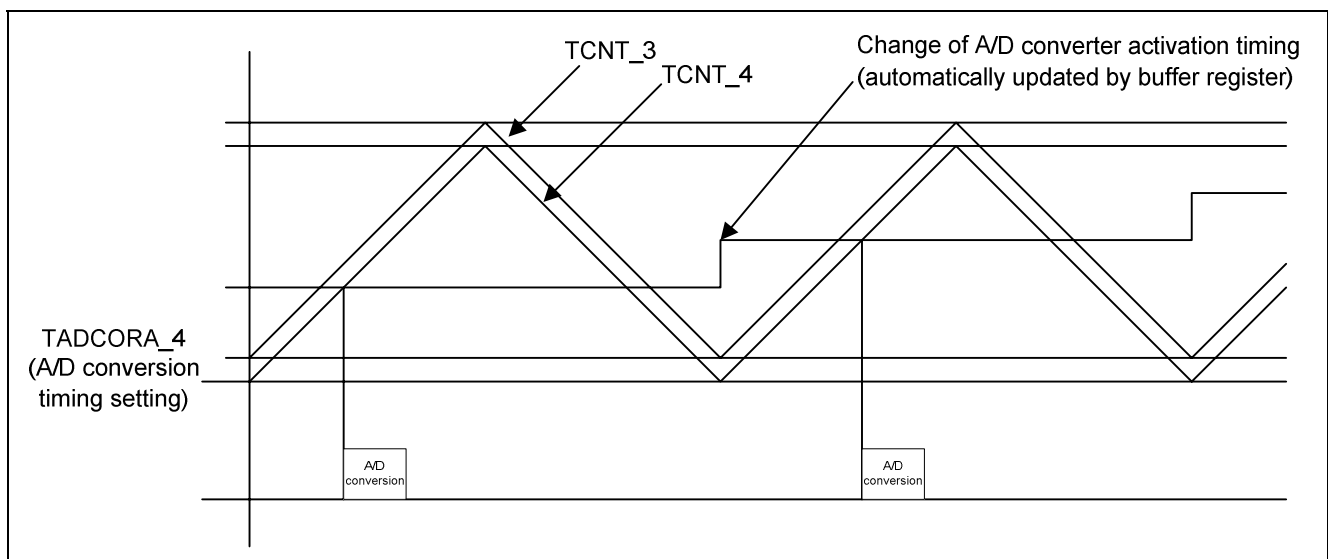 TCNT_3
TCNT_4
Change of A/D converter activation timing
(automatically updated by buffer register)
TADCORA_4
(A/D conversion
timing setting)
A/D
conversion
A/D
conversion